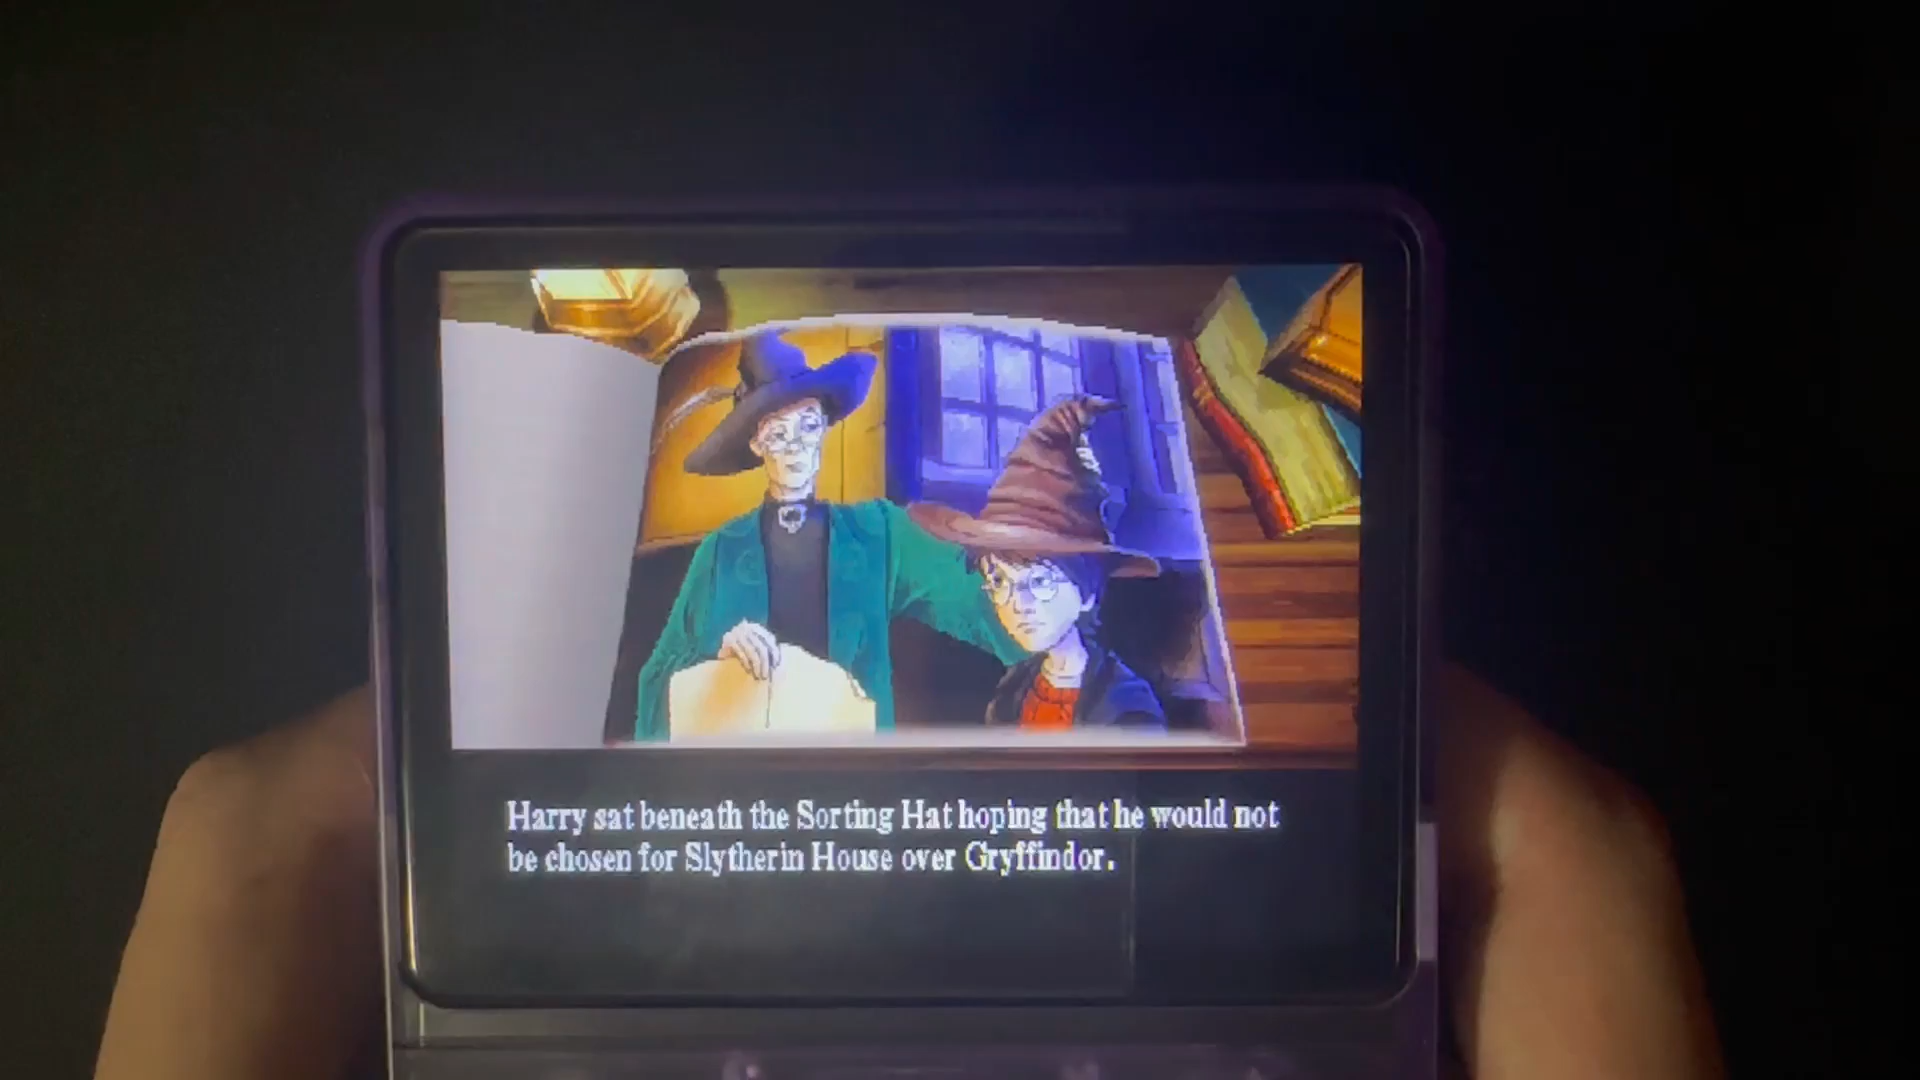 Harry sat beneath the Sorting Hat hoping that he would not
be chosen for Slytherin House over Gryffindor.